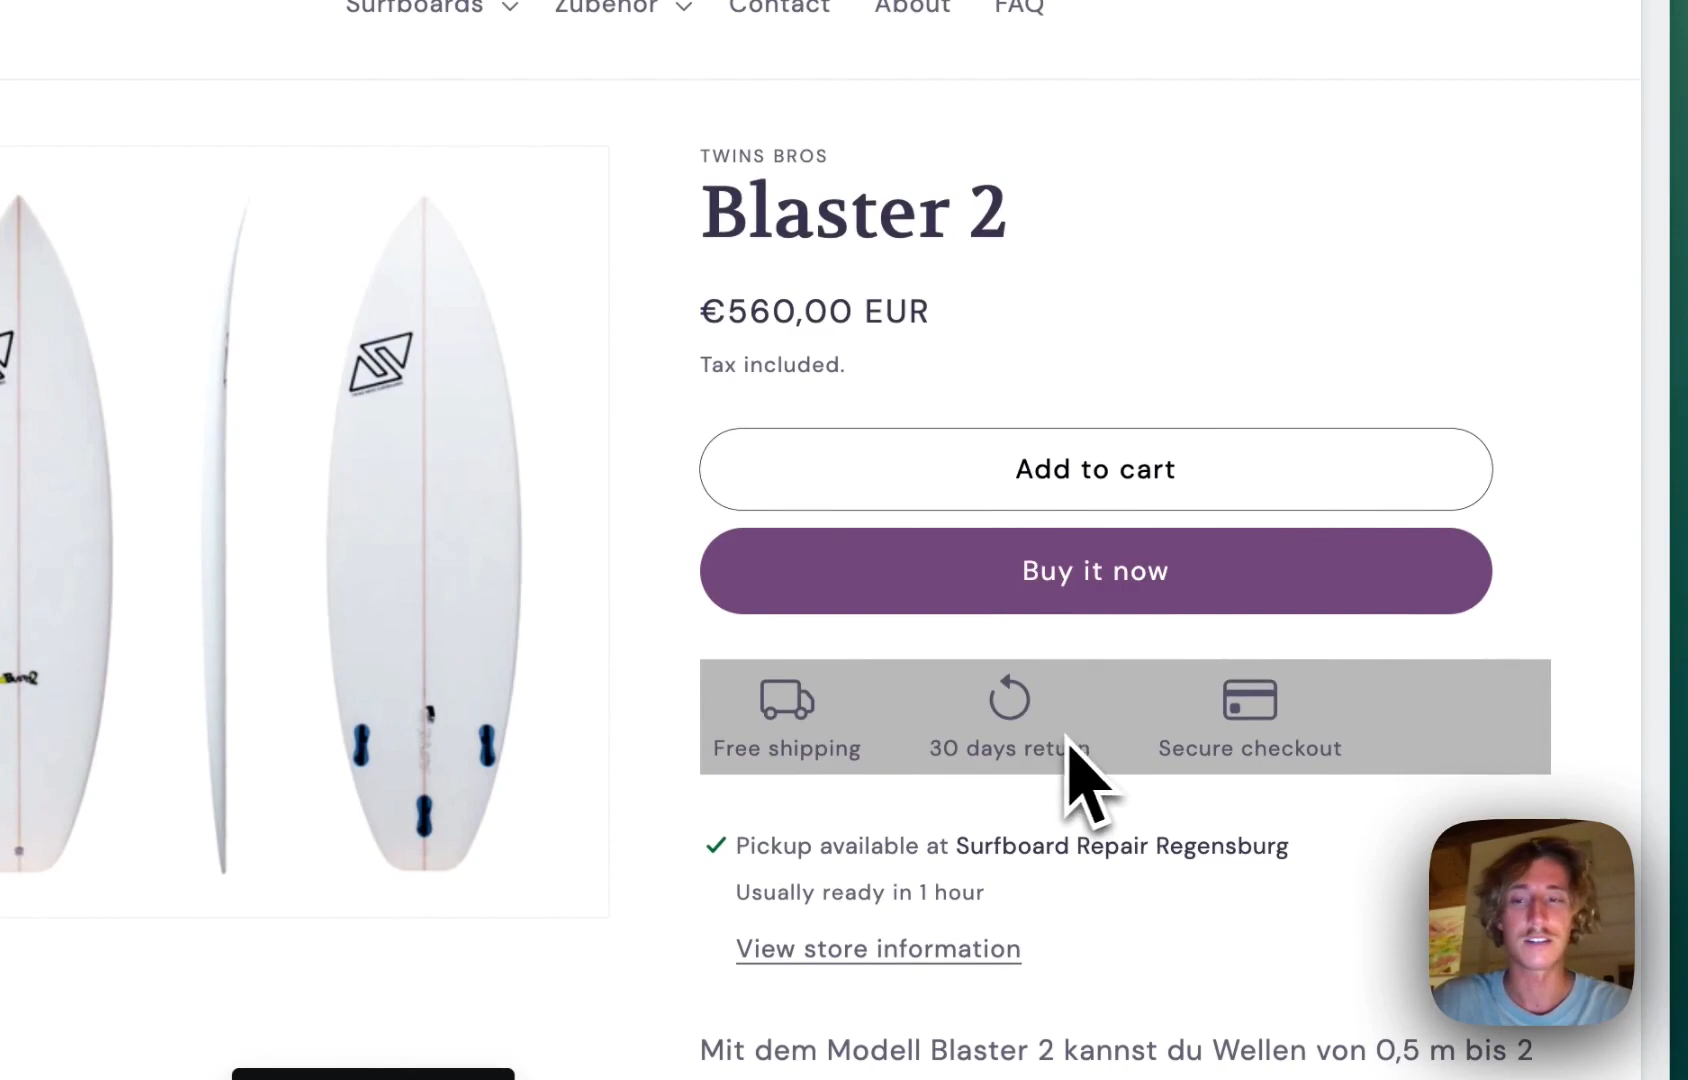 Surfboards Zubehör Contact About FAQ
TWINS BROS
Blaster 2
€560,00 EUR
Tax included.
Add to cart
Buy it now
Free shipping 30 days return Secure checkout
Pickup available at Surfboard Repair Regensburg
Usually ready in 1 hour
View store information
Mit dem Modell Blaster 2 kannst du Wellen von 0,5 m bis 2